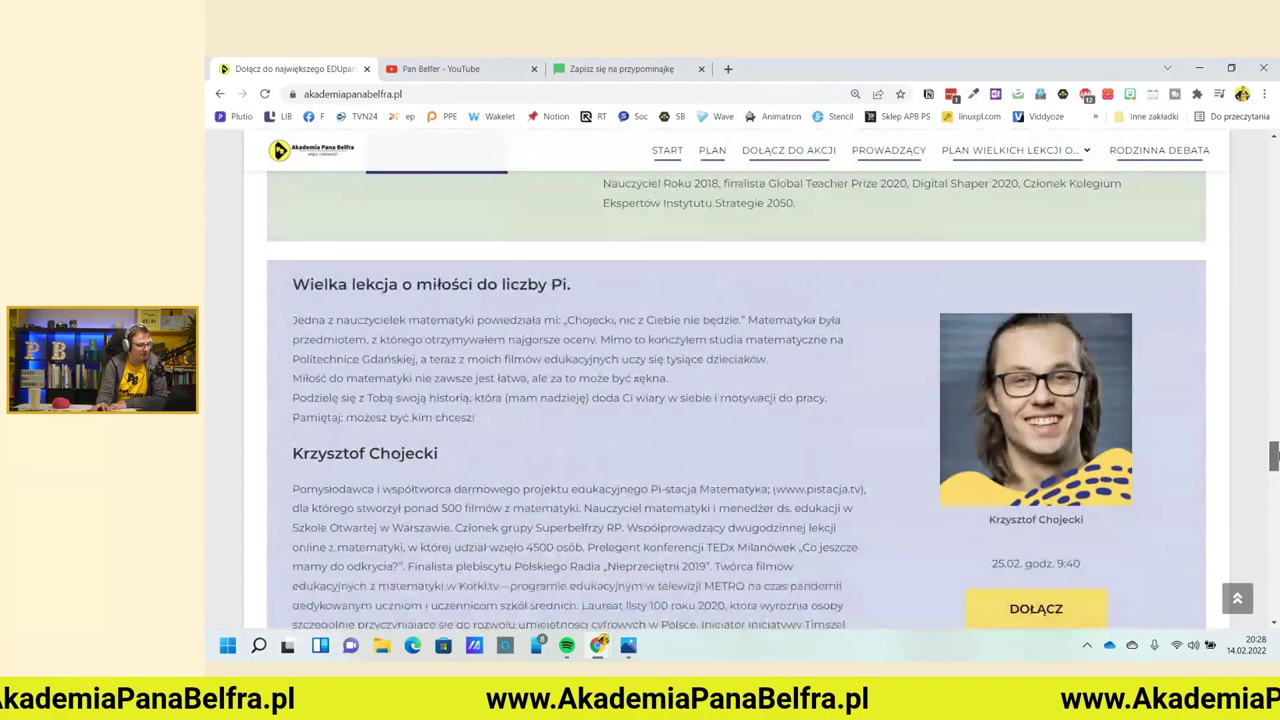 Dołącz do największego EDUpar
Pan Belfer - YouTube
Zapisz się na przypominajkę
akademiapanabelfra.pl
Plutio
LIB
F
TVN24
ep
PPE
Wakelet
Notion
RT
Soc
SB
Wave
Animatron
Stencil
Sklep APB PS
linuxpl.com
Viddyoze
»
Inne zakładki
Do przeczytania
Akademia Pana Belfra
START
PLAN
DOŁĄCZ DO AKCJI
PROWADZĄCY
PLAN WIELKICH LEKCJI O...
RODZINNA DEBATA
Nauczyciel Roku 2018, finalista Global Teacher Prize 2020, Digital Shaper 2020, Członek Kolegium
Ekspertów Instytutu Strategie 2050.
Wielka lekcja o miłości do liczby Pi.
Jedna z nauczycielek matematyki powiedziała mi: „Chojecki, nic z Ciebie nie będzie.” Matematyka była
przedmiotem, z którego otrzymywałem najgorsze oceny. Mimo to kończyłem studia matematyczne na
Politechnice Gdańskiej, a teraz z moich filmów edukacyjnych uczy się tysiące dzieciaków.
Miłość do matematyki nie zawsze jest łatwa, ale za to może być πękna.
Podzielę się z Tobą swoją historią, która (mam nadzieję) doda Ci wiary w siebie i motywacji do pracy.
Pamiętaj: możesz być kim chcesz!
Krzysztof Chojecki
Pomysłodawca i współtworca darmowego projektu edukacyjnego Pi-stacja Matematyka; (www.pistacja.tv),
dla którego stworzył ponad 500 filmów z matematyki. Nauczyciel matematyki i menedżer ds. edukacji w
Szkole Otwartej w Warszawie. Członek grupy Superbelfrzy RP. Współprowadzący dwugodzinnej lekcji
online z matematyki, w której udział wzięło 4500 osób. Prelegent konferencji TEDx Milanówek „Co jeszcze
mamy do odkrycia?”. Finalista plebiscytu Polskiego Radia „Nieprzeciętni 2019”. Twórca filmów
edukacyjnych z matematyki w Korki.tv – programie edukacyjnym w telewizji METRO na czas pandemii
dedykowanym uczniom i uczennicom szkół średnich. Laureat listy 100 roku 2020, która wyróżnia osoby
szczególnie przyczyniające się do rozwoju umiejętności cyfrowych w Polsce. Inicjator inicjatywy Timszel
Krzysztof Chojecki
25.02. godz. 9:40
DOŁĄCZ
P B
20:28
14.02.2022
AkademiaPanaBelfra.pl
www.AkademiaPanaBelfra.pl
www.AkademiaP